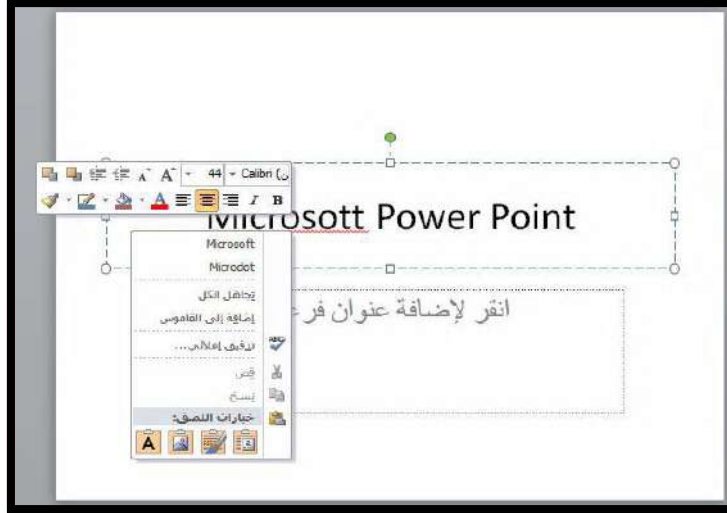 44 Calibri (ن
A A
A I B
Microsott Power Point
Microsoft
Microdot
تجاهل الكل
إضافة إلى القاموس
تدقيق إملائي...
قص
نسخ
خيارات اللصق:
A
انقر لإضافة عنوان فر